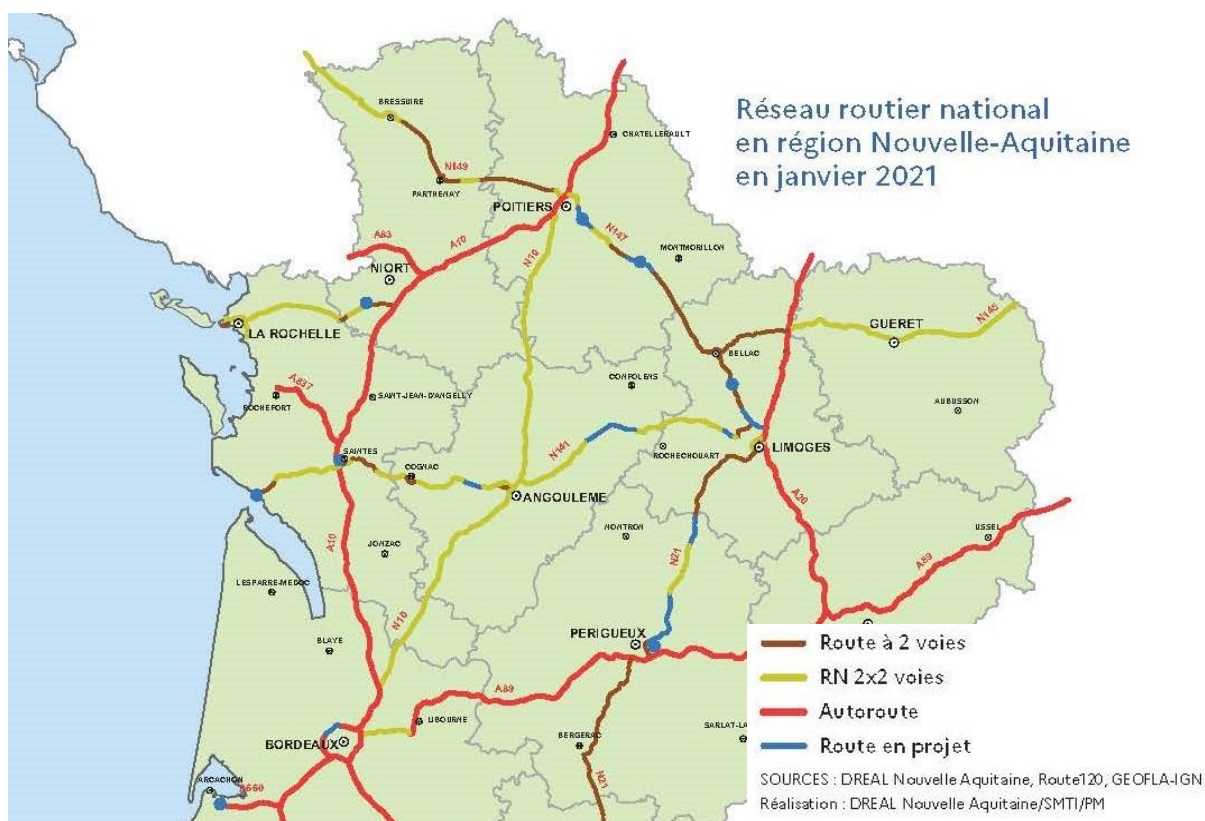 Réseau routier national
en région Nouvelle-Aquitaine
en janvier 2021
BRESSUIRE
CHATELLERAULT
N149
PARTHENAY
POITIERS
A83
A10
N10
N147
MONTMORILLON
NIORT
LA ROCHELLE
GUERET
N145
BELLAC
A837
ROCHEFORT
SAINT-JEAN-D'ANGELLY
CONFOLENS
AUBUSSON
SAINTES
COGNAC
N141
ROCHECHOUART
LIMOGES
ANGOULEME
A20
A10
JONZAC
NONTRON
USSEL
N21
A89
LESPARRE-MEDOC
N10
BLAYE
PERIGUEUX
A89
LIBOURNE
BORDEAUX
BERGERAC
SARLAT-LA
ARCACHON
A660
N21
Route à 2 voies
RN 2x2 voies
Autoroute
Route en projet
SOURCES : DREAL Nouvelle Aquitaine, Route120, GEOFLA-IGN
Réalisation : DREAL Nouvelle Aquitaine/SMTI/PM